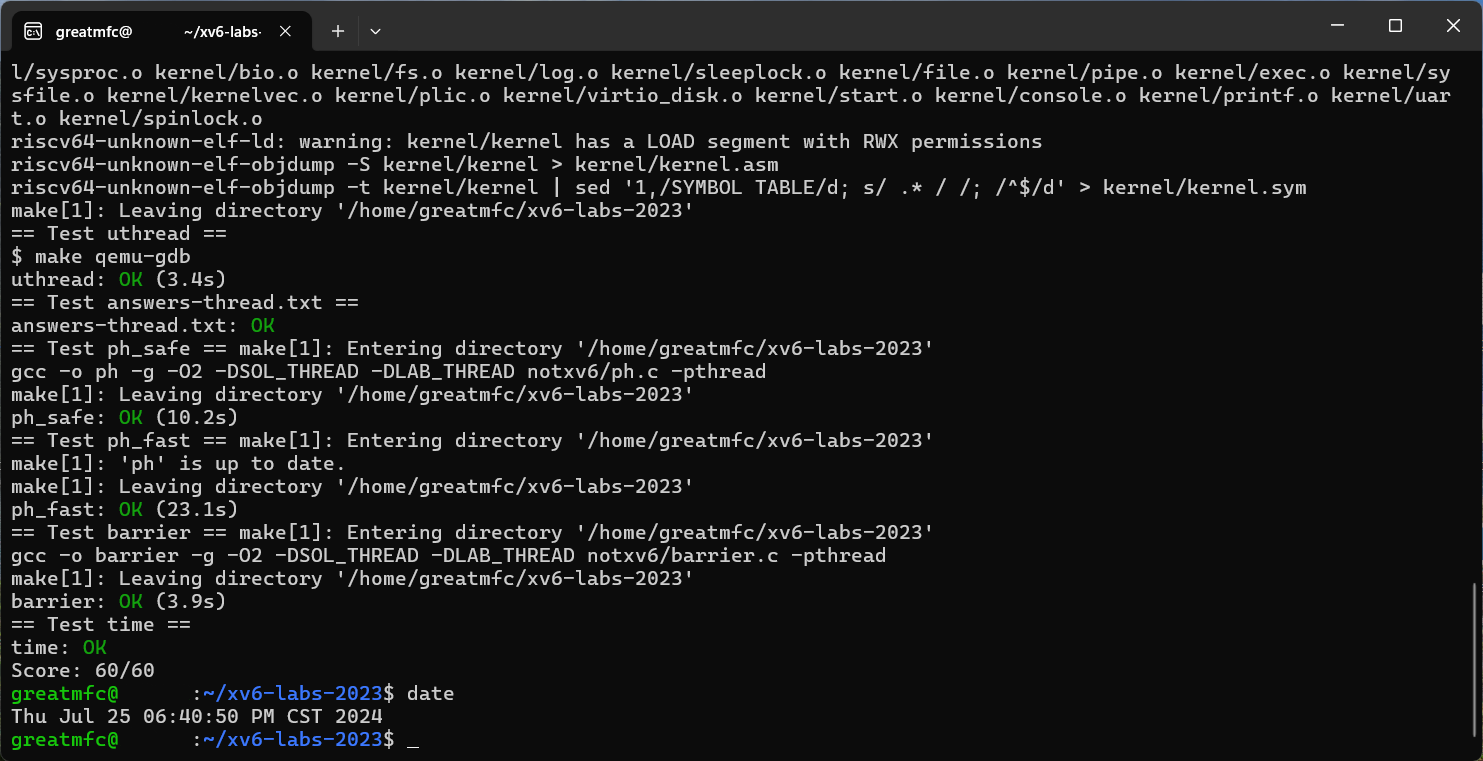 greatmfc@ ~/xv6-labs-
l/sysproc.o kernel/bio.o kernel/fs.o kernel/log.o kernel/sleeplock.o kernel/file.o kernel/pipe.o kernel/exec.o kernel/sy
sfile.o kernel/kernelvec.o kernel/plic.o kernel/virtio_disk.o kernel/start.o kernel/console.o kernel/printf.o kernel/uar
t.o kernel/spinlock.o
riscv64-unknown-elf-ld: warning: kernel/kernel has a LOAD segment with RWX permissions
riscv64-unknown-elf-objdump -S kernel/kernel > kernel/kernel.asm
riscv64-unknown-elf-objdump -t kernel/kernel | sed '1,/SYMBOL TABLE/d; s/ .* / /; /^$/d' > kernel/kernel.sym
make[1]: Leaving directory '/home/greatmfc/xv6-labs-2023'
== Test uthread ==
$ make qemu-gdb
uthread: OK (3.4s)
== Test answers-thread.txt ==
answers-thread.txt: OK
== Test ph_safe == make[1]: Entering directory '/home/greatmfc/xv6-labs-2023'
gcc -o ph -g -O2 -DSOL_THREAD -DLAB_THREAD notxv6/ph.c -pthread
make[1]: Leaving directory '/home/greatmfc/xv6-labs-2023'
ph_safe: OK (10.2s)
== Test ph_fast == make[1]: Entering directory '/home/greatmfc/xv6-labs-2023'
make[1]: 'ph' is up to date.
make[1]: Leaving directory '/home/greatmfc/xv6-labs-2023'
ph_fast: OK (23.1s)
== Test barrier == make[1]: Entering directory '/home/greatmfc/xv6-labs-2023'
gcc -o barrier -g -O2 -DSOL_THREAD -DLAB_THREAD notxv6/barrier.c -pthread
make[1]: Leaving directory '/home/greatmfc/xv6-labs-2023'
barrier: OK (3.9s)
== Test time ==
time: OK
Score: 60/60
greatmfc@ :~/xv6-labs-2023$ date
Thu Jul 25 06:40:50 PM CST 2024
greatmfc@ :~/xv6-labs-2023$ _